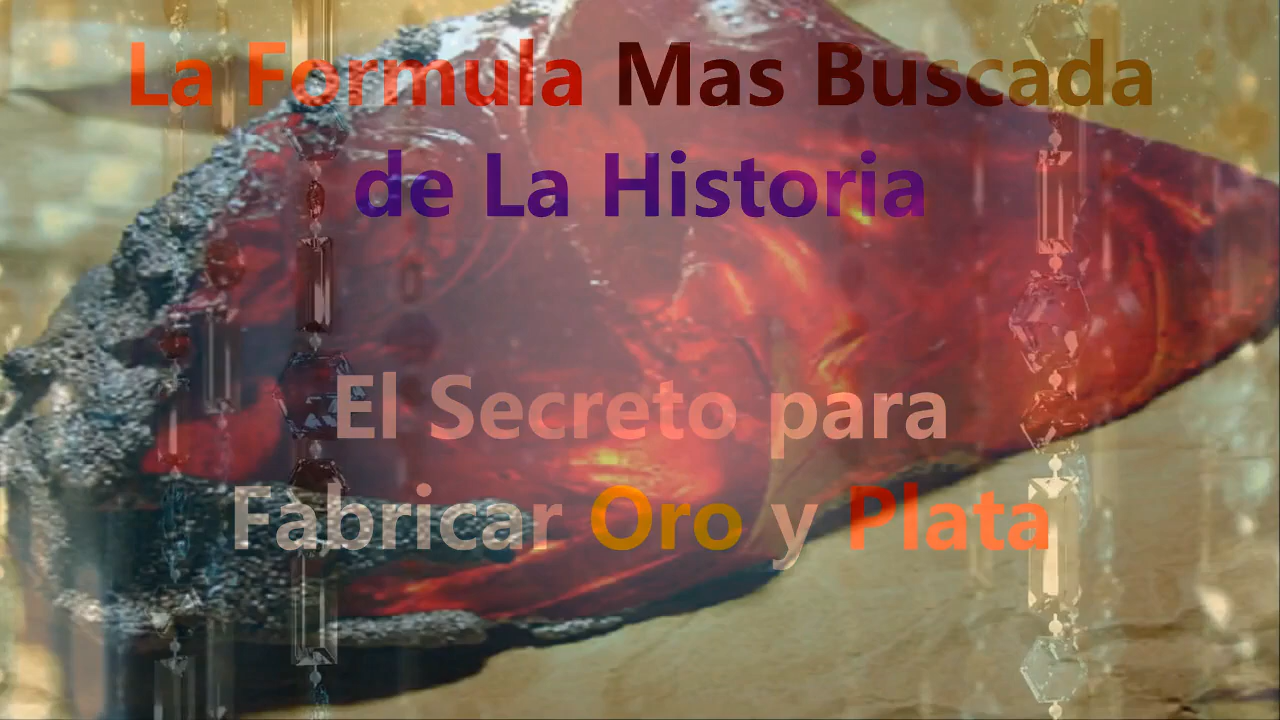 La Formula Mas Buscada
de La Historia
El Secreto para
Fabricar Oro y Plata